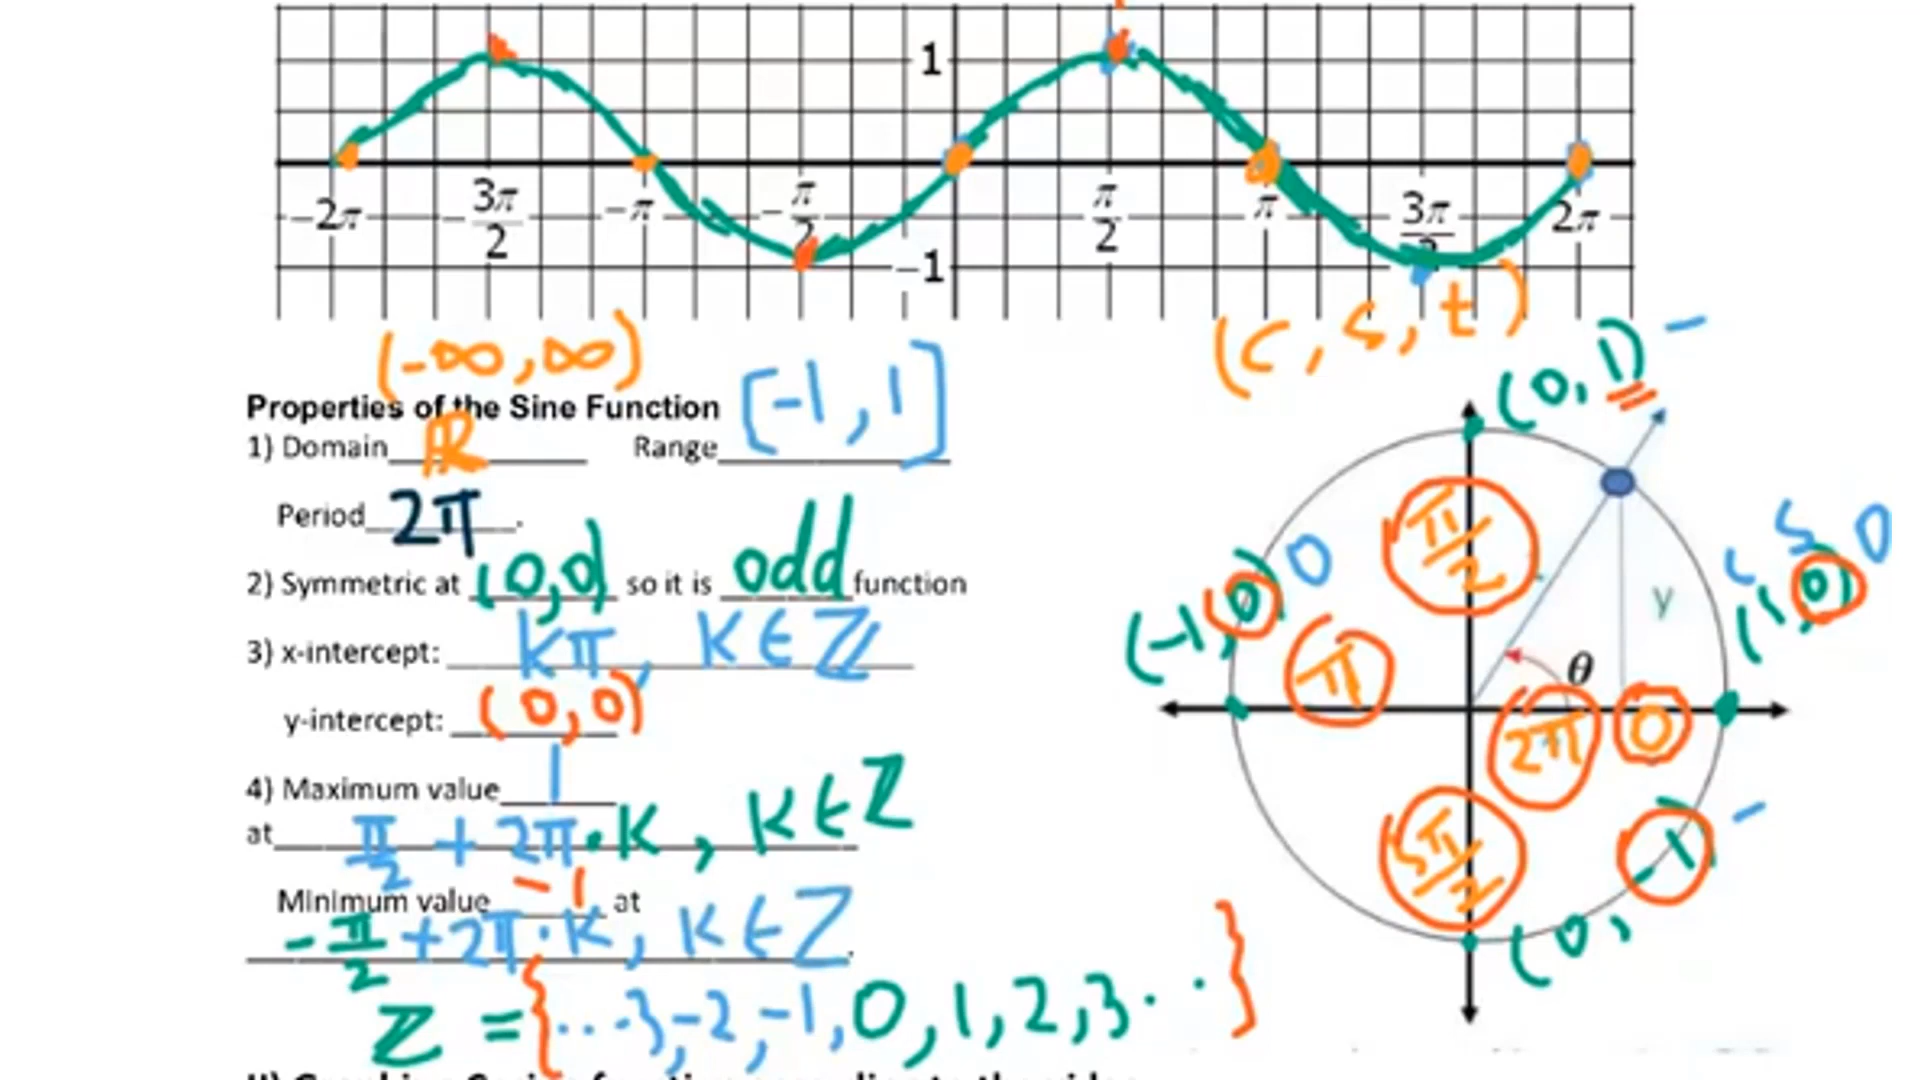 1
-2π -3π/2 -π -π/2 π/2 π 3π/2 2π
-1
(c, s, t)
(-∞, ∞)
[-1, 1]
Properties of the Sine Function
1) Domain ℝ Range
Period 2π.
2) Symmetric at (0,0) so it is odd function
3) x-intercept: kπ, K∈ℤ
y-intercept: (0,0)
4) Maximum value 1
at π/2 + 2π·K, K∈ℤ
Minimum value -1 at
-π/2 +2π·K, K∈ℤ.
ℤ = {...-3,-2,-1,0,1,2,3...}
(0,1) -
π/2
(-1,0) 0
c s 0
(1,0)
y
π
θ
2π 0
-1 -
(0,